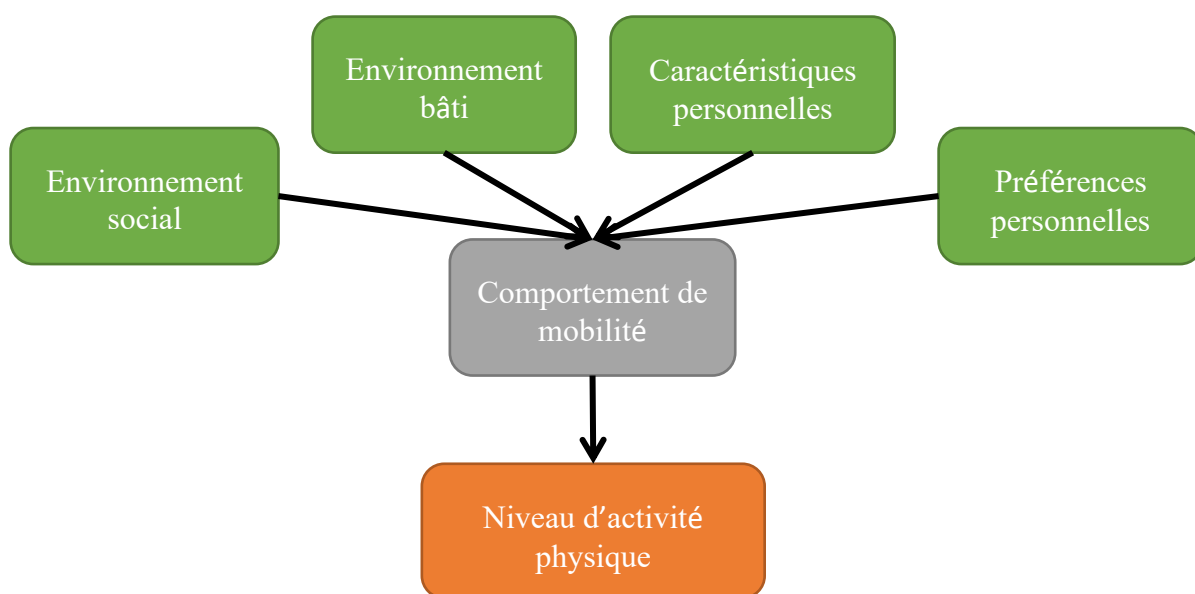 Environnement
bâti
Caractéristiques
personnelles
Environnement
social
Préférences
personnelles
Comportement de
mobilité
Niveau d’activité
physique